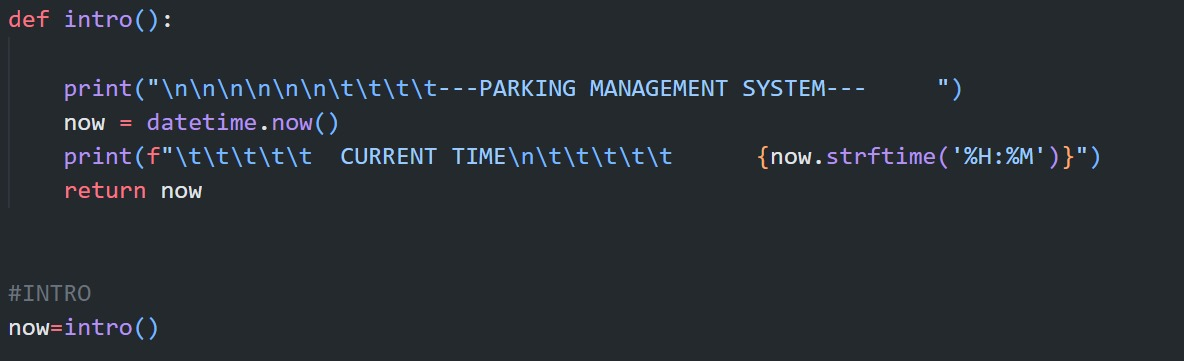 def intro():
    print("\n\n\n\n\n\n\t\t\t\t---PARKING MANAGEMENT SYSTEM---     ")
    now = datetime.now()
    print(f"\t\t\t\t\t  CURRENT TIME\n\t\t\t\t\t      {now.strftime('%H:%M')}")
    return now
#INTRO
now=intro()